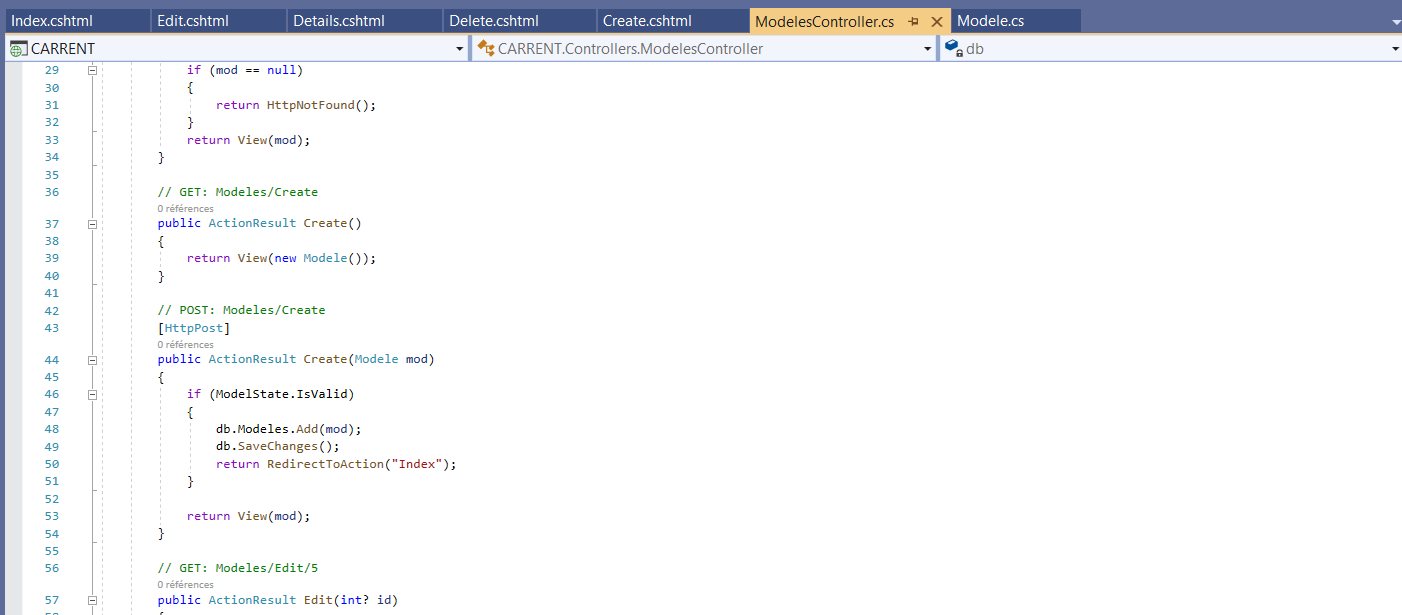 Index.cshtml Edit.cshtml Details.cshtml Delete.cshtml Create.cshtml ModelesController.cs Modele.cs
CARRENT CARRENT.Controllers.ModelesController db
29 if (mod == null)
30 {
31 return HttpNotFound();
32 }
33 return View(mod);
34 }
35
36 // GET: Modeles/Create
0 références
37 public ActionResult Create()
38 {
39 return View(new Modele());
40 }
41
42 // POST: Modeles/Create
43 [HttpPost]
0 références
44 public ActionResult Create(Modele mod)
45 {
46 if (ModelState.IsValid)
47 {
48 db.Modeles.Add(mod);
49 db.SaveChanges();
50 return RedirectToAction("Index");
51 }
52
53 return View(mod);
54 }
55
56 // GET: Modeles/Edit/5
0 références
57 public ActionResult Edit(int? id)